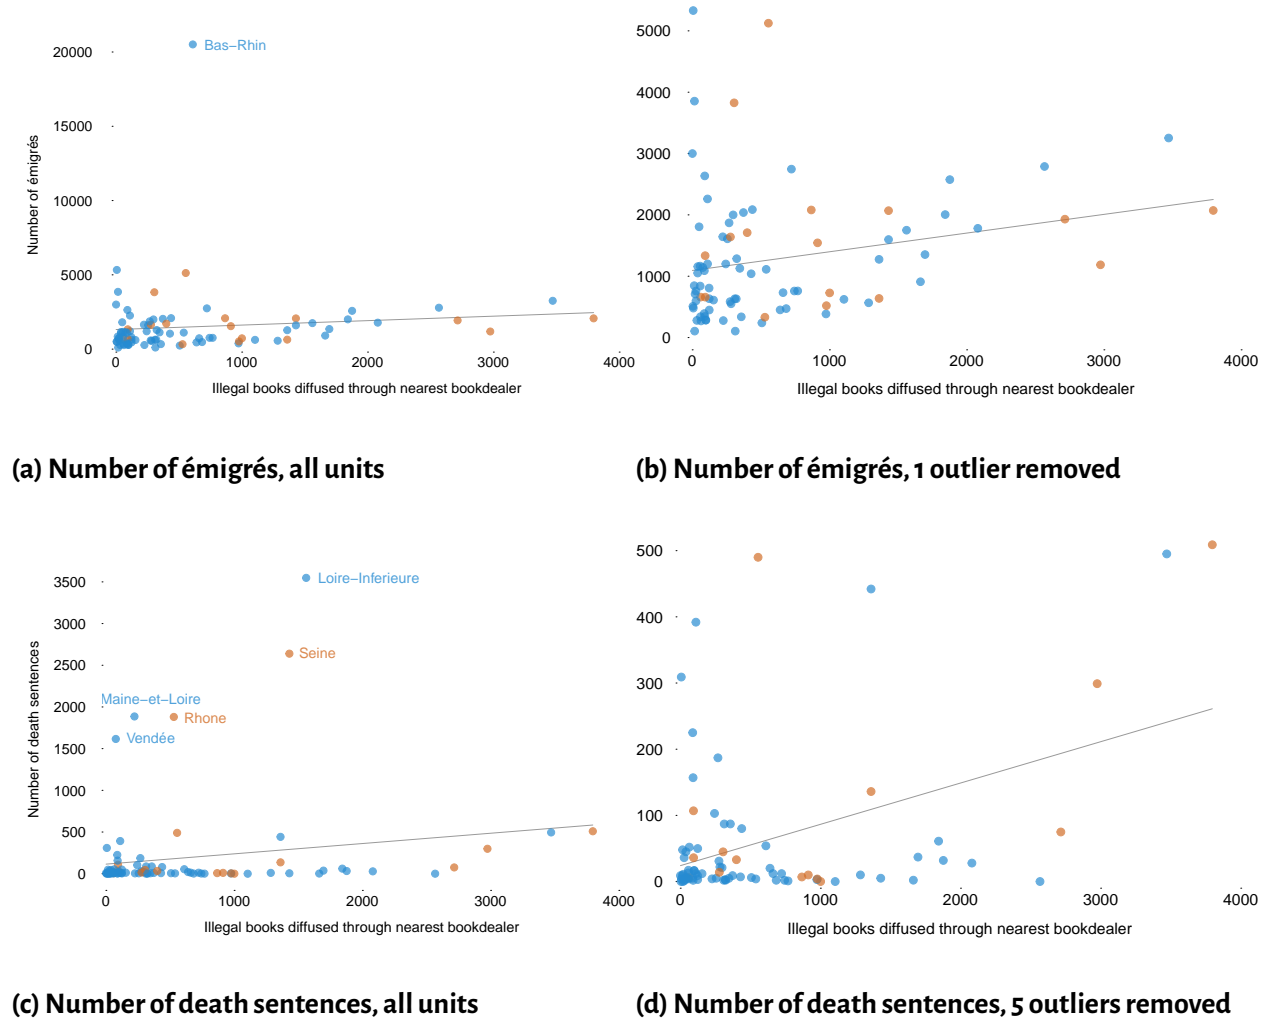 20000
15000
10000
5000
0
Number of émigrés
Bas−Rhin
0 1000 2000 3000 4000
Illegal books diffused through nearest bookdealer
(a) Number of émigrés, all units
5000
4000
3000
2000
1000
0
0 1000 2000 3000 4000
Illegal books diffused through nearest bookdealer
(b) Number of émigrés, 1 outlier removed
3500
3000
2500
2000
1500
1000
500
0
Number of death sentences
Loire−Inferieure
Seine
Maine−et−Loire
Rhone
Vendée
0 1000 2000 3000 4000
Illegal books diffused through nearest bookdealer
(c) Number of death sentences, all units
500
400
300
200
100
0
0 1000 2000 3000 4000
Illegal books diffused through nearest bookdealer
(d) Number of death sentences, 5 outliers removed